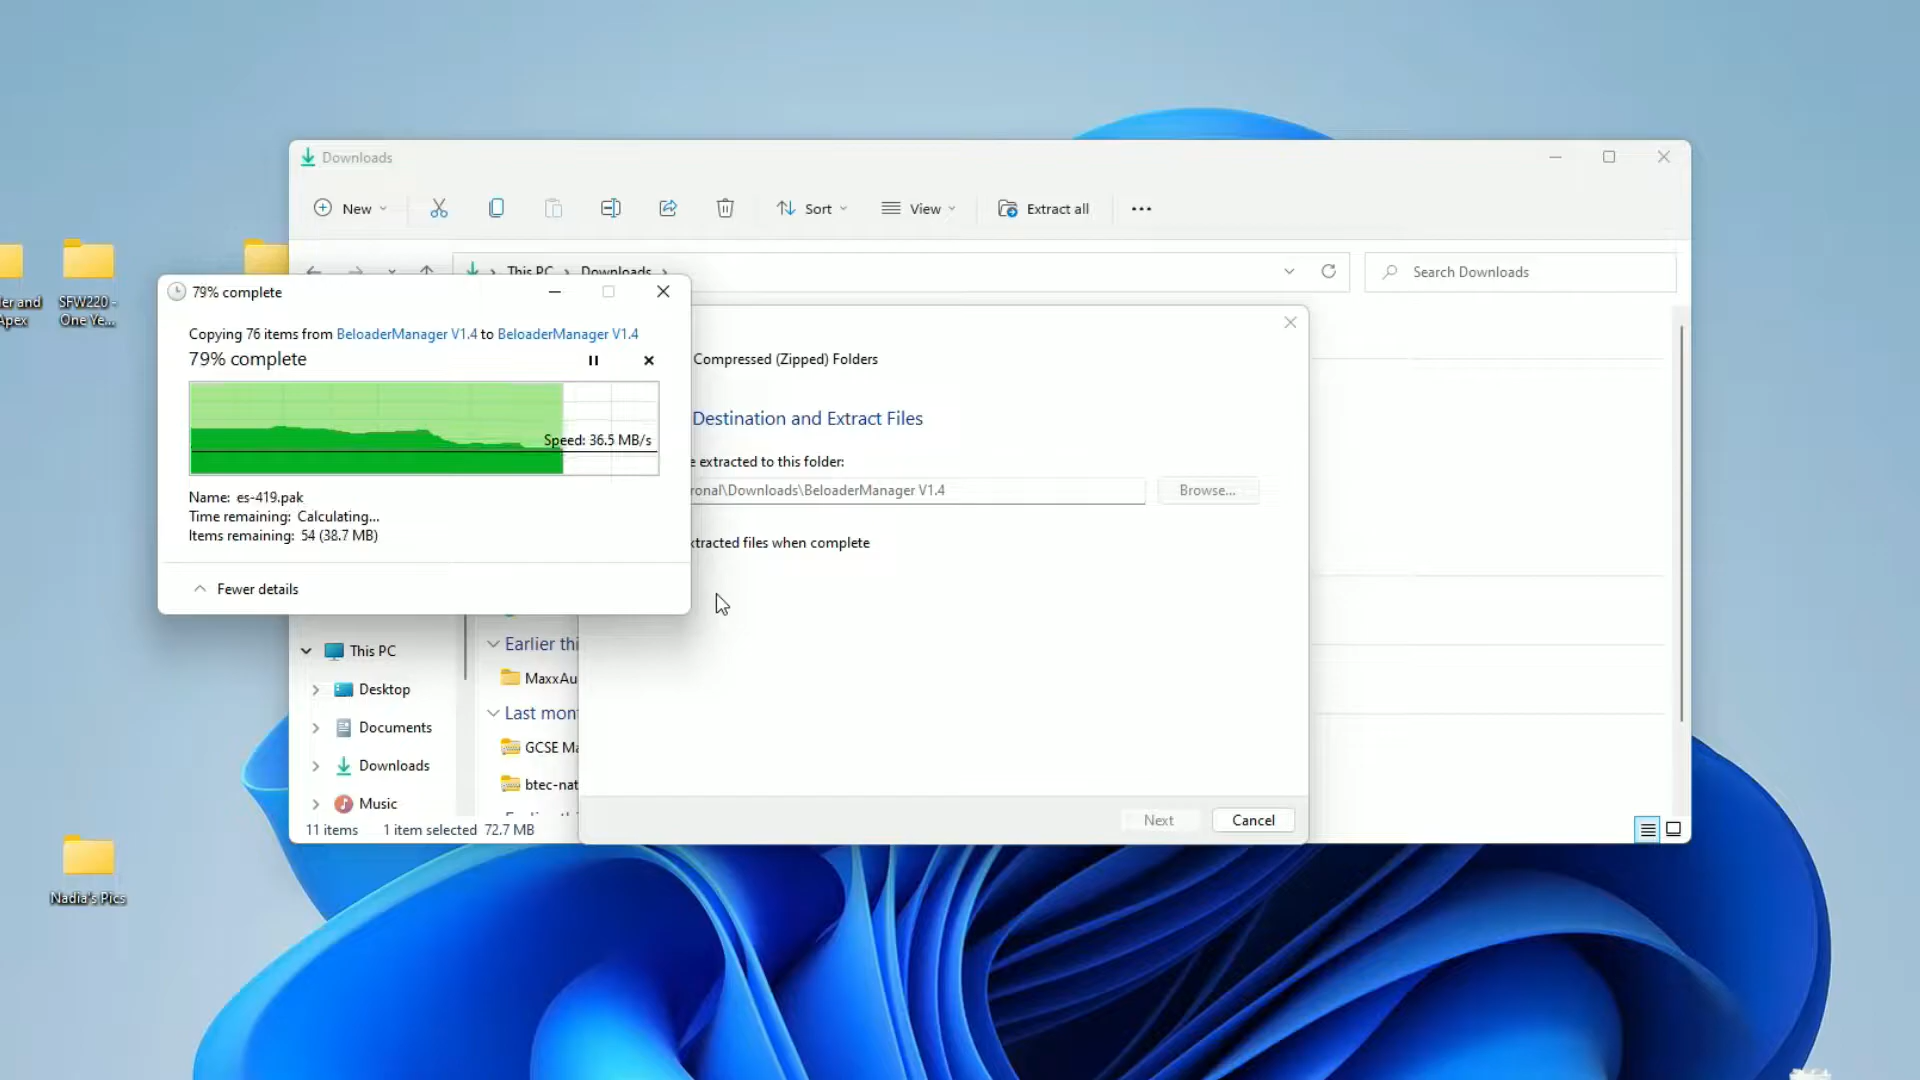 Downloads
New
Sort
View
Extract all
This PC
Downloads
Search Downloads
er and
Apex
SFW220 -
One Ye...
79% complete
Copying 76 items from BeloaderManager V1.4 to BeloaderManager V1.4
79% complete
Speed: 36.5 MB/s
Name: es-419.pak
Time remaining: Calculating...
Items remaining: 54 (38.7 MB)
Fewer details
Compressed (Zipped) Folders
Destination and Extract Files
e extracted to this folder:
onal\Downloads\BeloaderManager V1.4
Browse...
xtracted files when complete
This PC
Desktop
Documents
Downloads
Music
Earlier thi
MaxxAu
Last mon
GCSE Ma
btec-nat
11 items
1 item selected 72.7 MB
Next
Cancel
Nadia's Pics